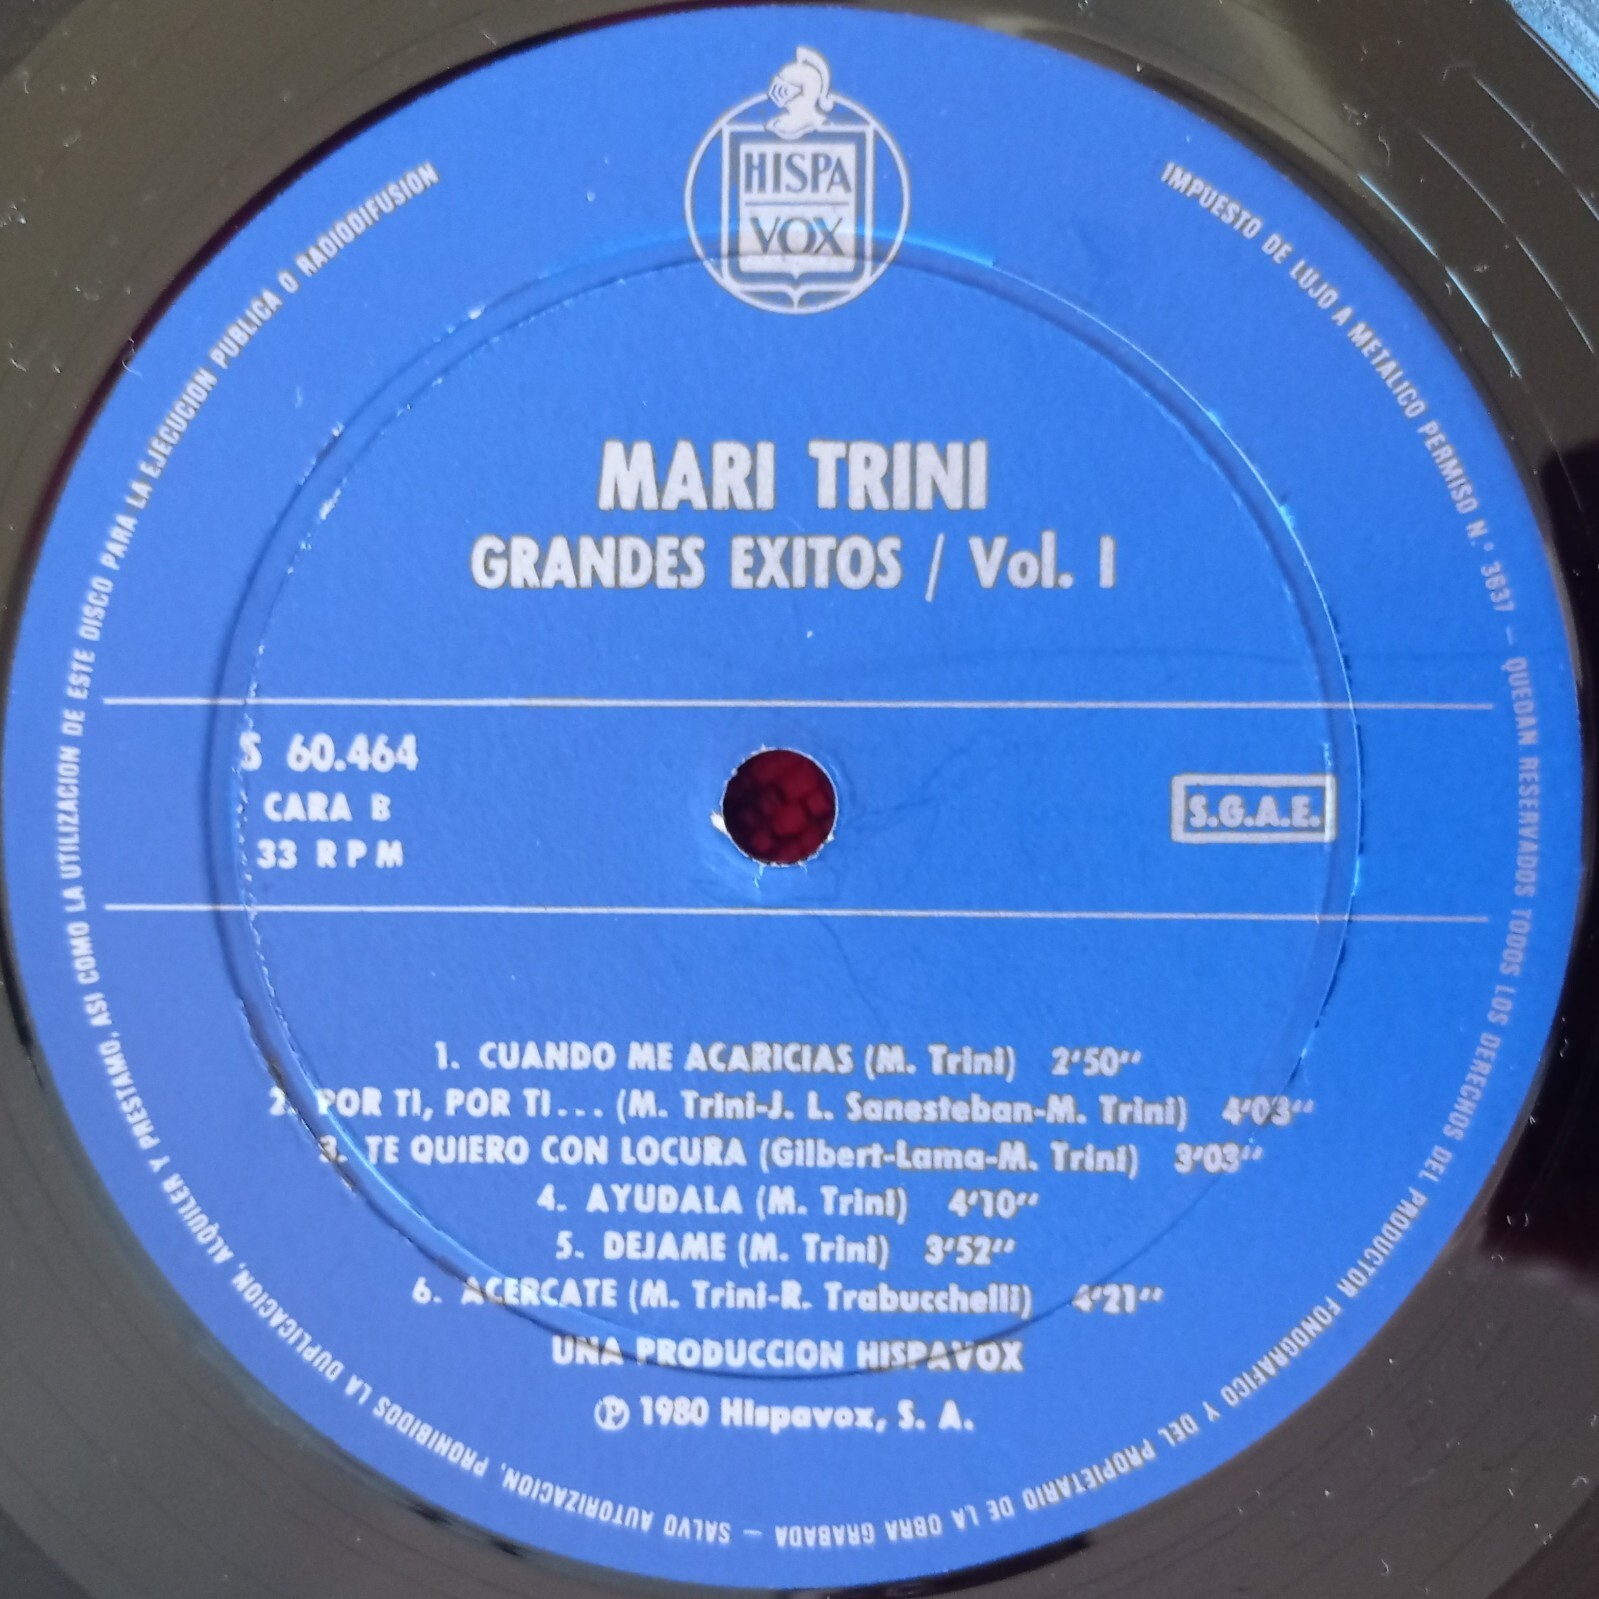 HISPA
VOX
IMPUESTO DE LUJO A METALICO PERMISO N.º 3637 — QUEDAN RESERVADOS TODOS LOS DERECHOS DEL PRODUCTOR FONOGRAFICO Y DEL PROPIETARIO DE LA OBRA GRABADA — SALVO AUTORIZACION, PROHIBIDOS LA DUPLICACION, ALQUILER Y PRESTAMO, ASI COMO LA UTILIZACION DE ESTE DISCO PARA LA EJECUCION PUBLICA O RADIODIFUSION
MARI TRINI
GRANDES EXITOS / Vol. I
S 60.464
CARA B
33 RPM
S.G.A.E.
1. CUANDO ME ACARICIAS (M. Trini) 2'50''
2. POR TI, POR TI... (M. Trini-J. L. Sanesteban-M. Trini) 4'03''
3. TE QUIERO CON LOCURA (Gilbert-Lama-M. Trini) 3'03''
4. AYUDALA (M. Trini) 4'10''
5. DEJAME (M. Trini) 3'52''
6. ACERCATE (M. Trini-R. Trabucchelli) 4'21''
UNA PRODUCCION HISPAVOX
℗ 1980 Hispavox, S. A.